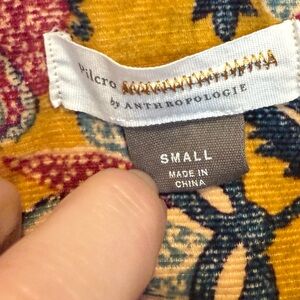 Pilcro
by ANTHROPOLOGIE
SMALL
MADE IN
CHINA